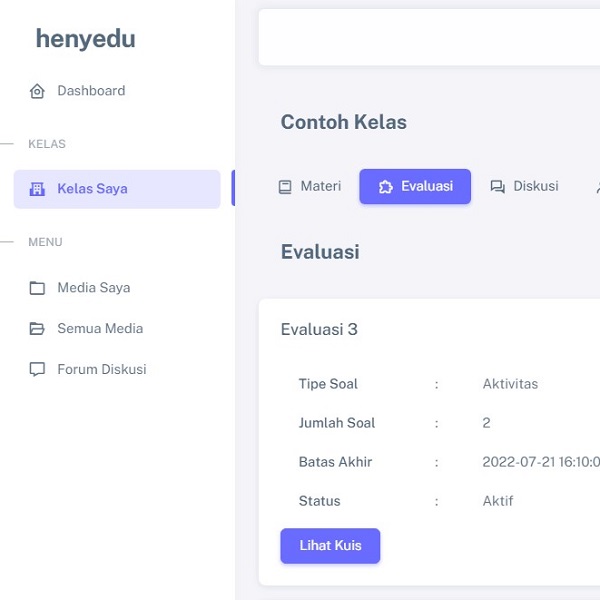 henyedu
Dashboard
KELAS
Kelas Saya
MENU
Media Saya
Semua Media
Forum Diskusi
Contoh Kelas
Materi Evaluasi Diskusi
Evaluasi
Evaluasi 3
Tipe Soal : Aktivitas
Jumlah Soal : 2
Batas Akhir : 2022-07-21 16:10:0
Status : Aktif
Lihat Kuis